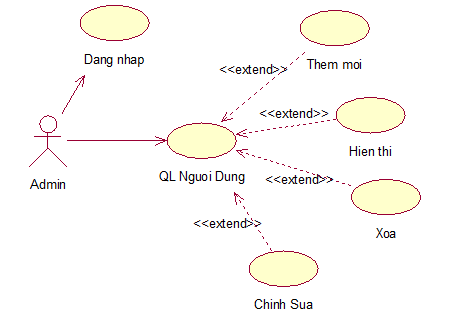 Dang nhap
<<extend>>
Them moi
<<extend>>
Hien thi
Admin
QL Nguoi Dung
<<extend>>
Xoa
<<extend>>
Chinh Sua